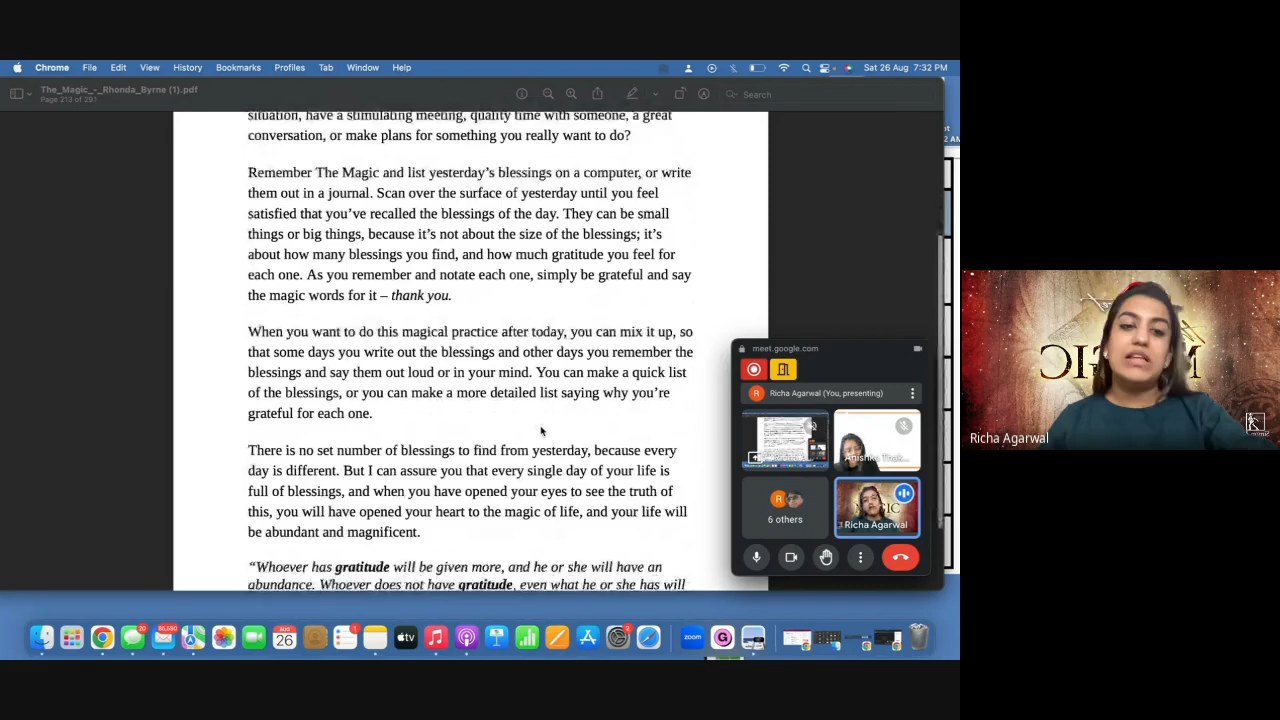 Chrome File Edit View History Bookmarks Profiles Tab Window Help
Sat 26 Aug 7:32 PM
The_Magic_-_Rhonda_Byrne (1).pdf
Page 213 of 291
Search
situation, have a stimulating meeting, quality time with someone, a great
conversation, or make plans for something you really want to do?
Remember The Magic and list yesterday’s blessings on a computer, or write
them out in a journal. Scan over the surface of yesterday until you feel
satisfied that you’ve recalled the blessings of the day. They can be small
things or big things, because it’s not about the size of the blessings; it’s
about how many blessings you find, and how much gratitude you feel for
each one. As you remember and notate each one, simply be grateful and say
the magic words for it – thank you.
When you want to do this magical practice after today, you can mix it up, so
that some days you write out the blessings and other days you remember the
blessings and say them out loud or in your mind. You can make a quick list
of the blessings, or you can make a more detailed list saying why you’re
grateful for each one.
There is no set number of blessings to find from yesterday, because every
day is different. But I can assure you that every single day of your life is
full of blessings, and when you have opened your eyes to see the truth of
this, you will have opened your heart to the magic of life, and your life will
be abundant and magnificent.
“Whoever has gratitude will be given more, and he or she will have an
abundance. Whoever does not have gratitude, even what he or she has will
meet.google.com
R
Richa Agarwal (You, presenting)
Anishka Thak...
R
6 others
Richa Agarwal
Richa Agarwal
20
AUG
26
1
tv
zoom
G